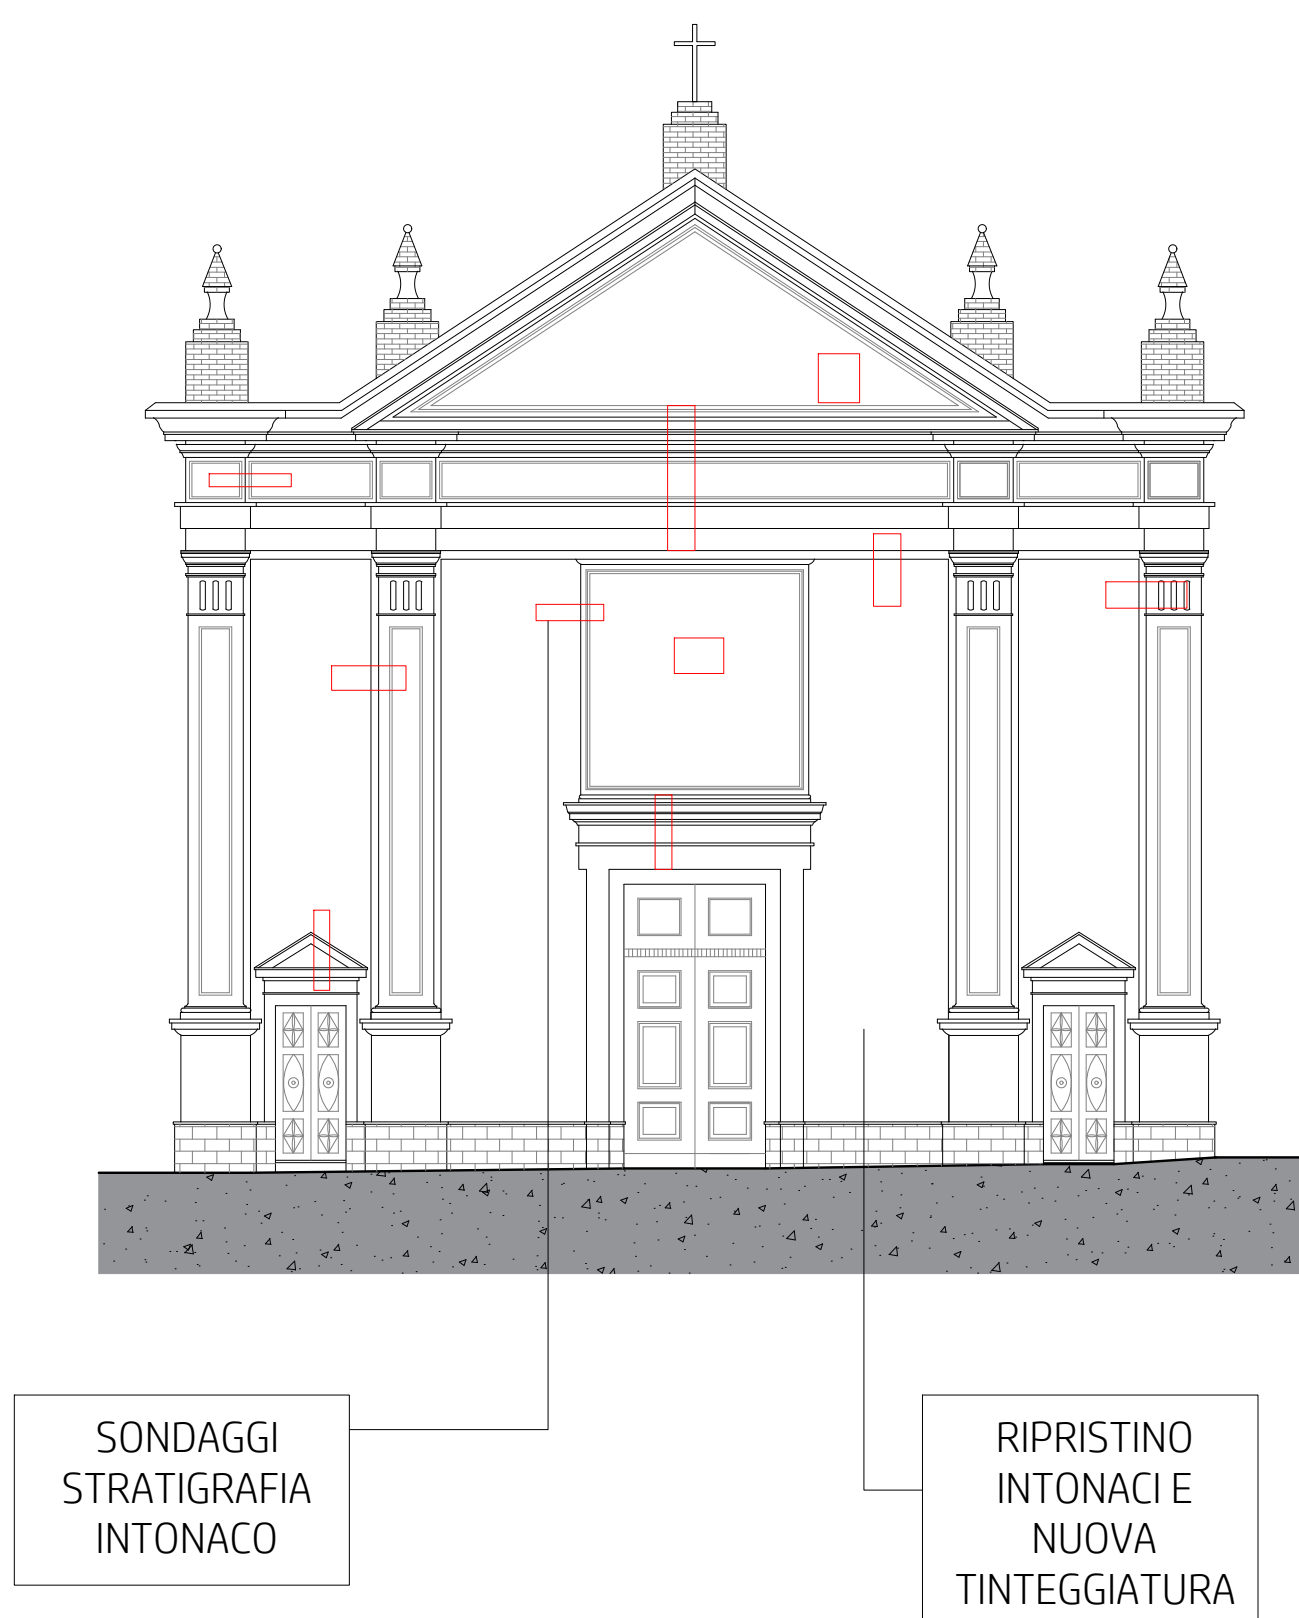 SONDAGGI
STRATIGRAFIA
INTONACO
RIPRISTINO
INTONACI E
NUOVA
TINTEGGIATURA